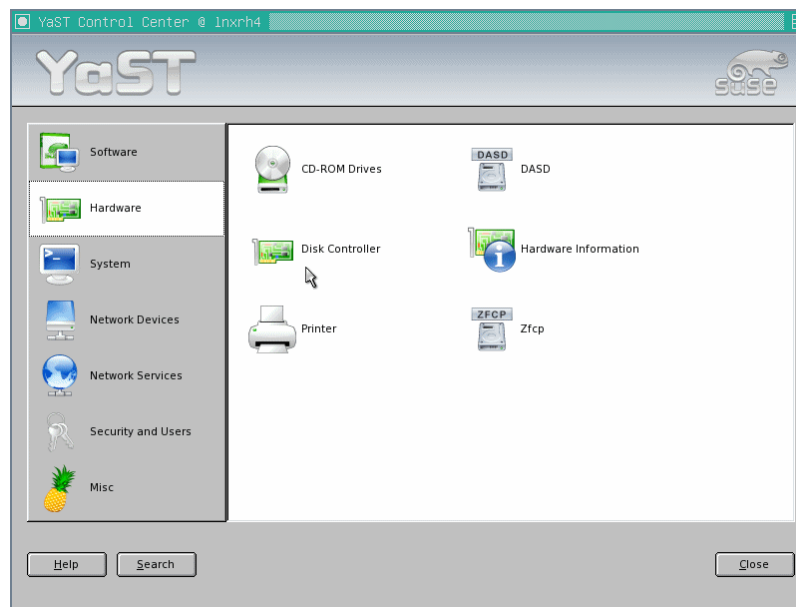 YaST Control Center @ lnxrh4
YaST
suse
Software
Hardware
System
Network Devices
Network Services
Security and Users
Misc
CD-ROM Drives
DASD
DASD
Disk Controller
Hardware Information
Printer
ZFCP
Zfcp
Help
Search
Close